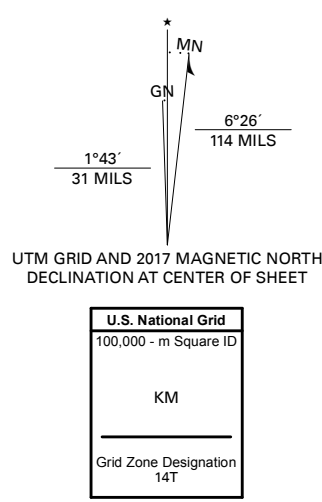 ★
MN
GN
6°26´
114 MILS
1°43´
31 MILS
UTM GRID AND 2017 MAGNETIC NORTH
DECLINATION AT CENTER OF SHEET
U.S. National Grid
100,000 - m Square ID
KM
Grid Zone Designation
14T